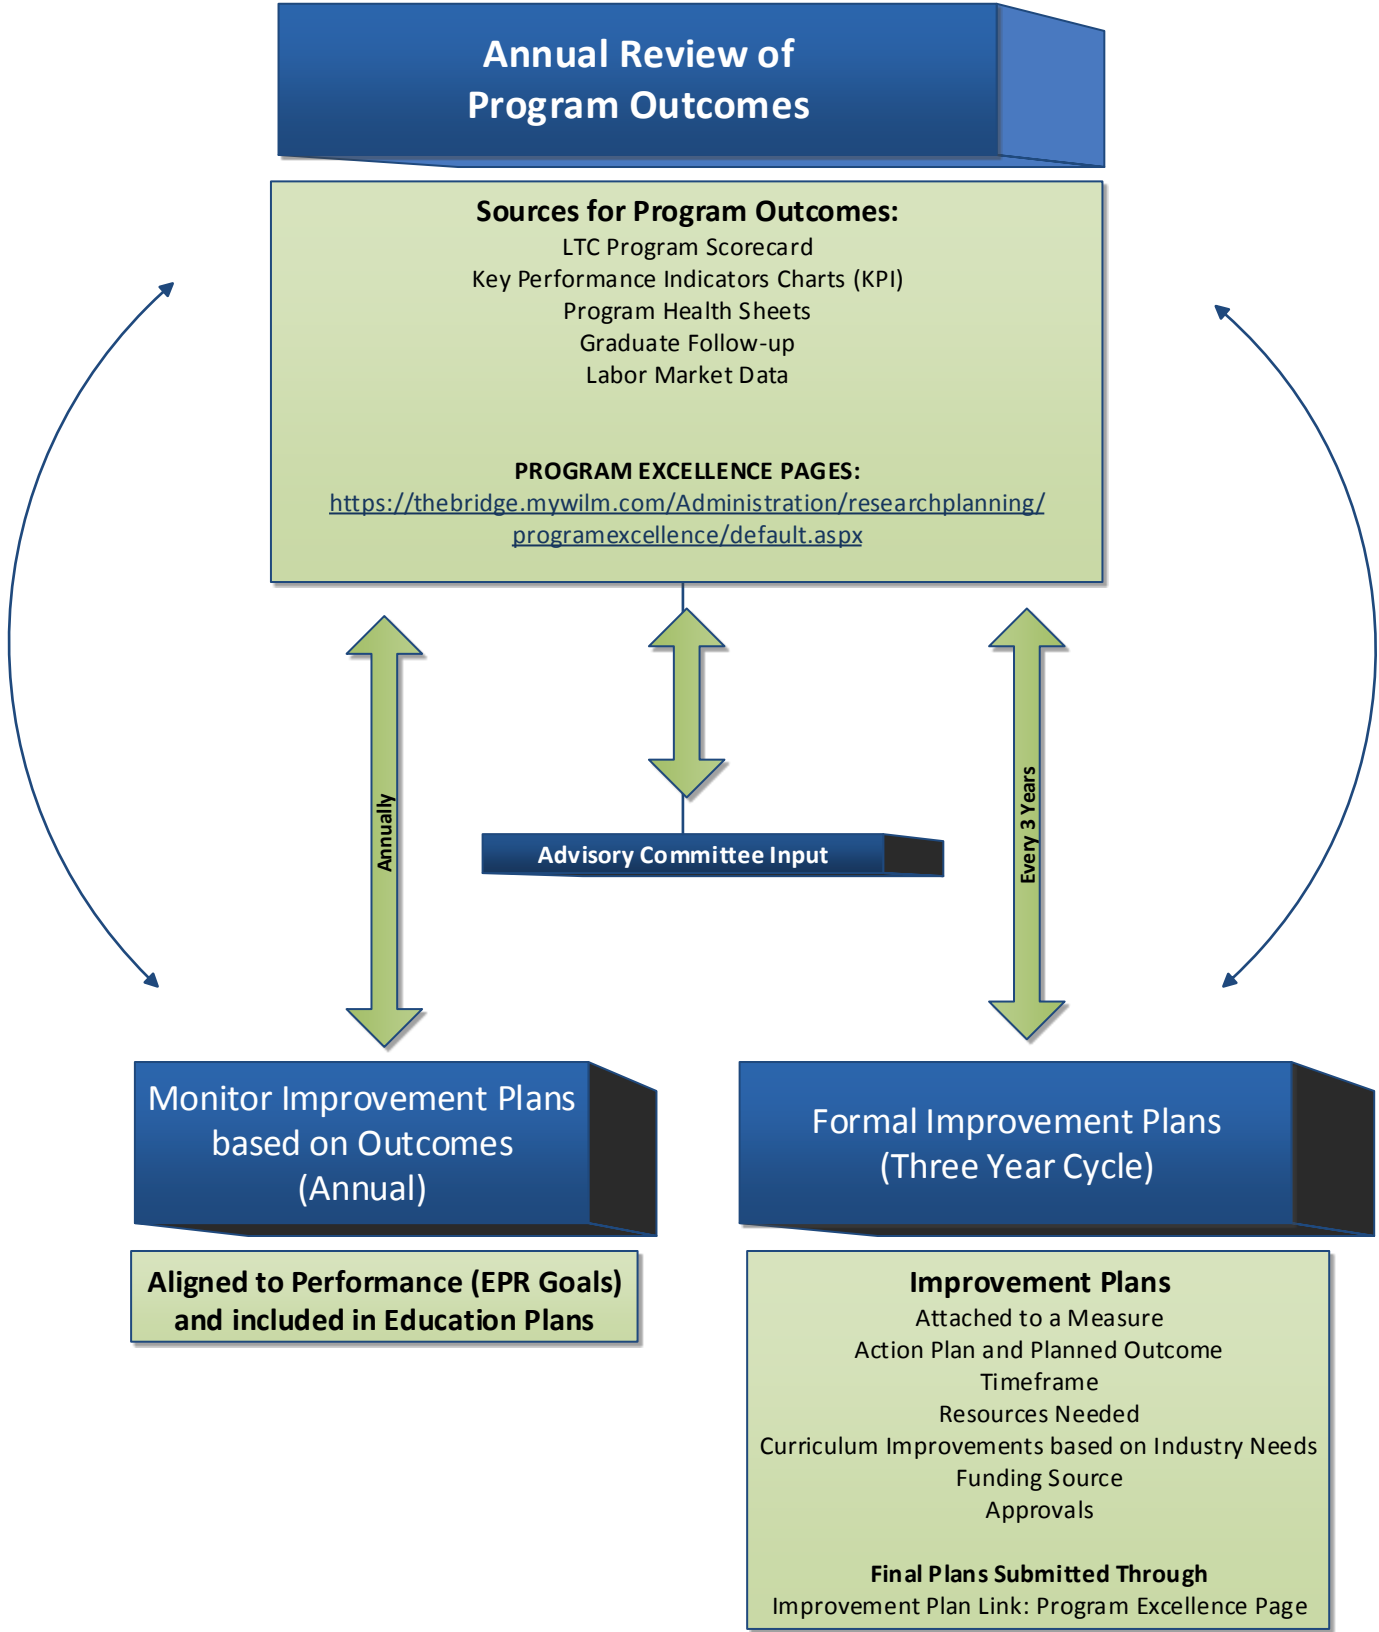 Annual Review of
Program Outcomes
Sources for Program Outcomes:
LTC Program Scorecard
Key Performance Indicators Charts (KPI)
Program Health Sheets
Graduate Follow-up
Labor Market Data
PROGRAM EXCELLENCE PAGES:
https://thebridge.mywilm.com/Administration/researchplanning/
programexcellence/default.aspx
Annually
Every 3 Years
Advisory Committee Input
Monitor Improvement Plans
based on Outcomes
(Annual)
Aligned to Performance (EPR Goals)
and included in Education Plans
Formal Improvement Plans
(Three Year Cycle)
Improvement Plans
Attached to a Measure
Action Plan and Planned Outcome
Timeframe
Resources Needed
Curriculum Improvements based on Industry Needs
Funding Source
Approvals
Final Plans Submitted Through
Improvement Plan Link: Program Excellence Page